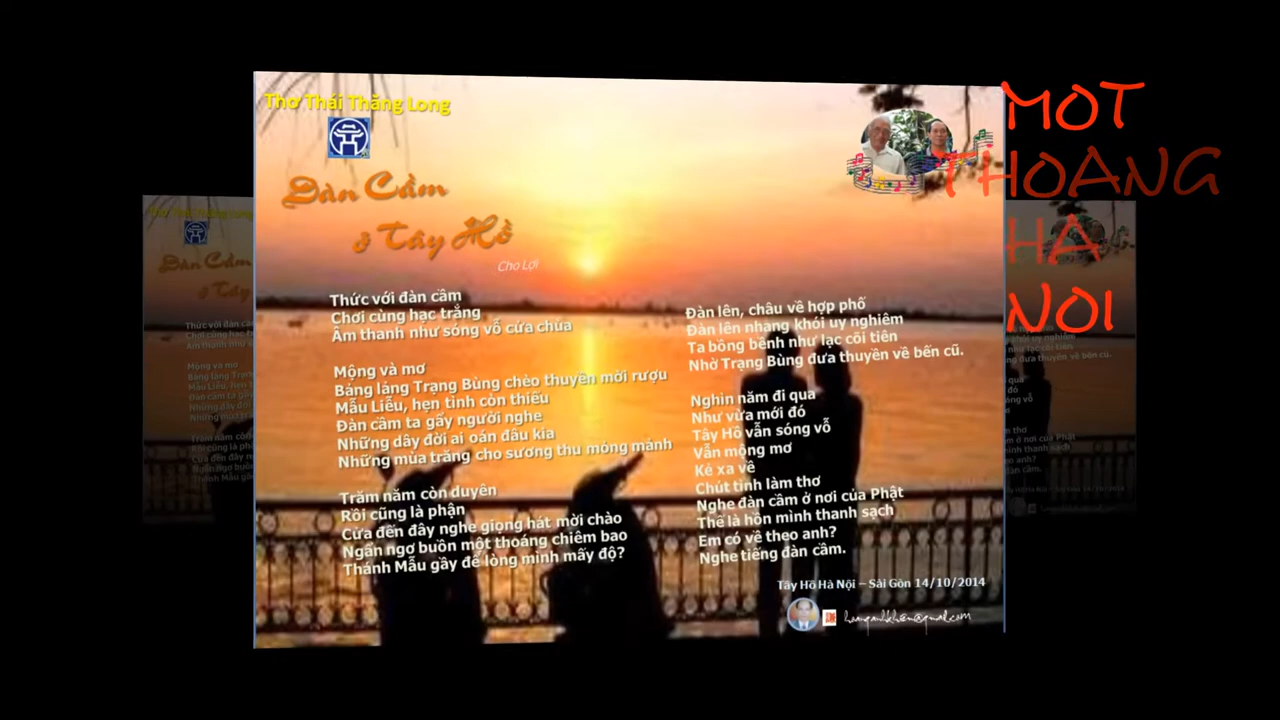 Thơ Thái Thăng Long
Đàn Cầm
ở Tây Hồ
Cho Lợi
Thức với đàn cầm
Chơi cùng hạc trắng
Âm thanh như sóng vỗ cửa chùa
Mộng và mơ
Bảng lảng Trạng Bùng chèo thuyền mời rượu
Mẫu Liễu, hẹn tình còn thiếu
Đàn cầm ta gẩy người nghe
Những dây đời ai oán đâu kia
Những mùa trăng cho sương thu mỏng mảnh
Trăm năm còn duyên
Rồi cũng là phận
Cửa đền đây nghe giọng hát mời chào
Ngẩn ngơ buồn một thoáng chiêm bao
Thánh Mẫu gầy để lòng mình mấy độ?
Đàn lên, châu về hợp phố
Đàn lên nhang khói uy nghiêm
Ta bồng bềnh như lạc cõi tiên
Nhờ Trạng Bùng đưa thuyền về bến cũ.
Nghìn năm đi qua
Như vừa mới đó
Tây Hồ vẫn sóng vỗ
Vẫn mộng mơ
Ké xa về
Chút tình làm thơ
Nghe đàn cầm ở nơi của Phật
Thế là hồn mình thanh sạch
Em có về theo anh?
Nghe tiếng đàn cầm.
Tây Hồ Hà Nội – Sài Gòn 14/10/2014
MOT
THOANG
HA
NOI